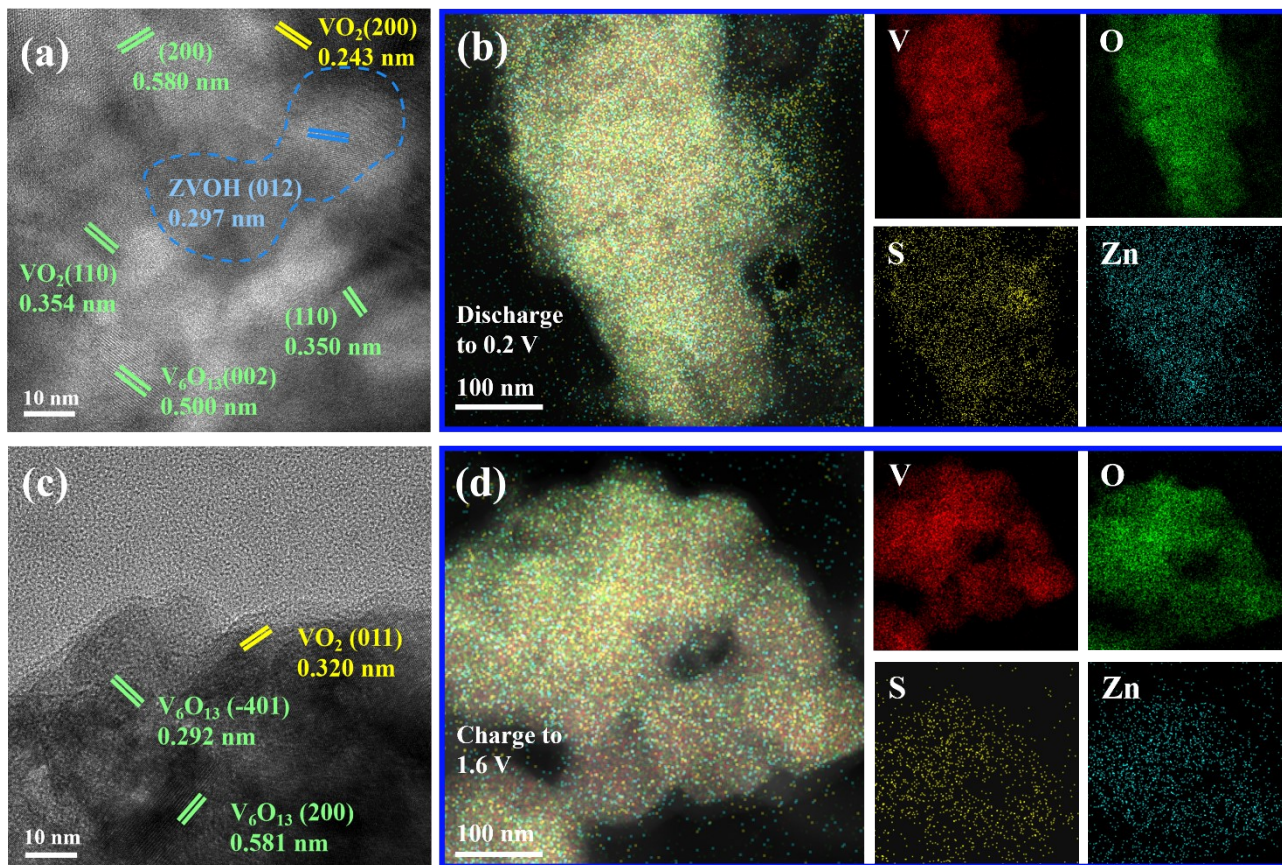 (a)
(200)
0.580 nm
VO₂(200)
0.243 nm
ZVOH (012)
0.297 nm
VO₂(110)
0.354 nm
(110)
0.350 nm
V₆O₁₃(002)
0.500 nm
10 nm
(b)
Discharge
to 0.2 V
100 nm
V
O
S
Zn
(c)
VO₂ (011)
0.320 nm
V₆O₁₃ (-401)
0.292 nm
V₆O₁₃ (200)
0.581 nm
10 nm
(d)
Charge to
1.6 V
100 nm
V
O
S
Zn